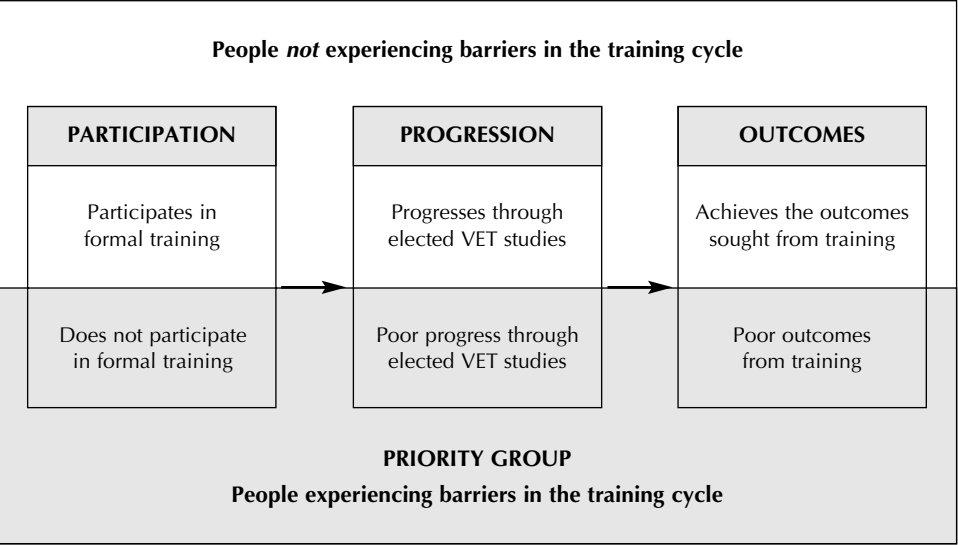 People not experiencing barriers in the training cycle
PARTICIPATION
Participates in
formal training
Does not participate
in formal training
PROGRESSION
Progresses through
elected VET studies
Poor progress through
elected VET studies
OUTCOMES
Achieves the outcomes
sought from training
Poor outcomes
from training
PRIORITY GROUP
People experiencing barriers in the training cycle